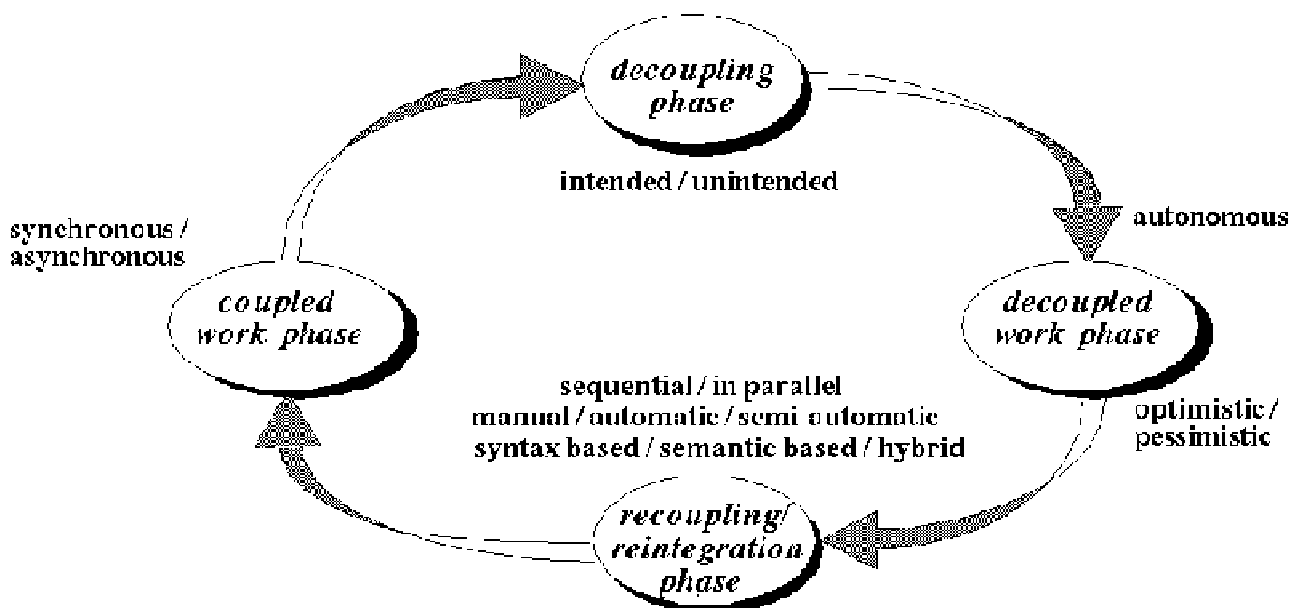 decoupling
phase
intended / unintended
synchronous /
asynchronous
autonomous
coupled
work phase
decoupled
work phase
sequential / in parallel
manual / automatic / semi automatic
syntax based / semantic based / hybrid
optimistic /
pessimistic
recoupling/
reintegration
phase